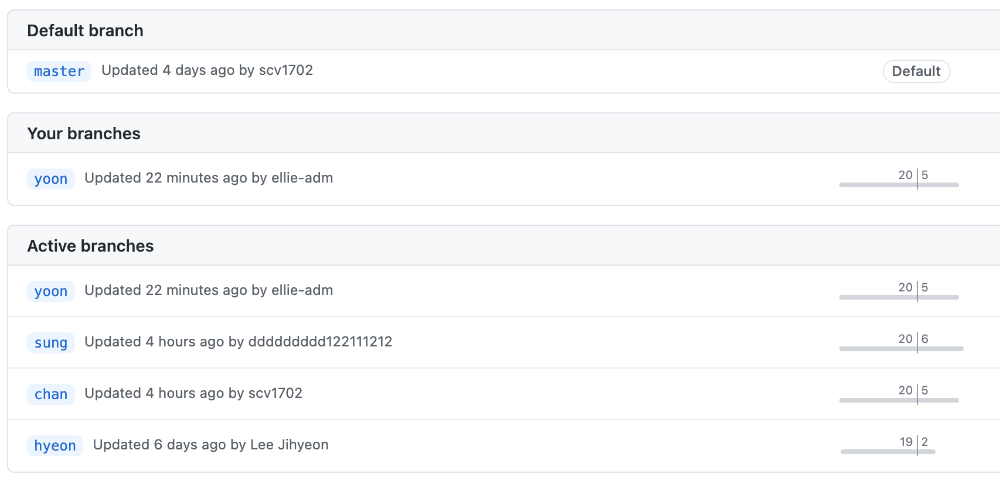 Default branch
master Updated 4 days ago by scv1702 Default
Your branches
yoon Updated 22 minutes ago by ellie-adm 20 5
Active branches
yoon Updated 22 minutes ago by ellie-adm 20 5
sung Updated 4 hours ago by ddddddddd122111212 20 6
chan Updated 4 hours ago by scv1702 20 5
hyeon Updated 6 days ago by Lee Jihyeon 19 2